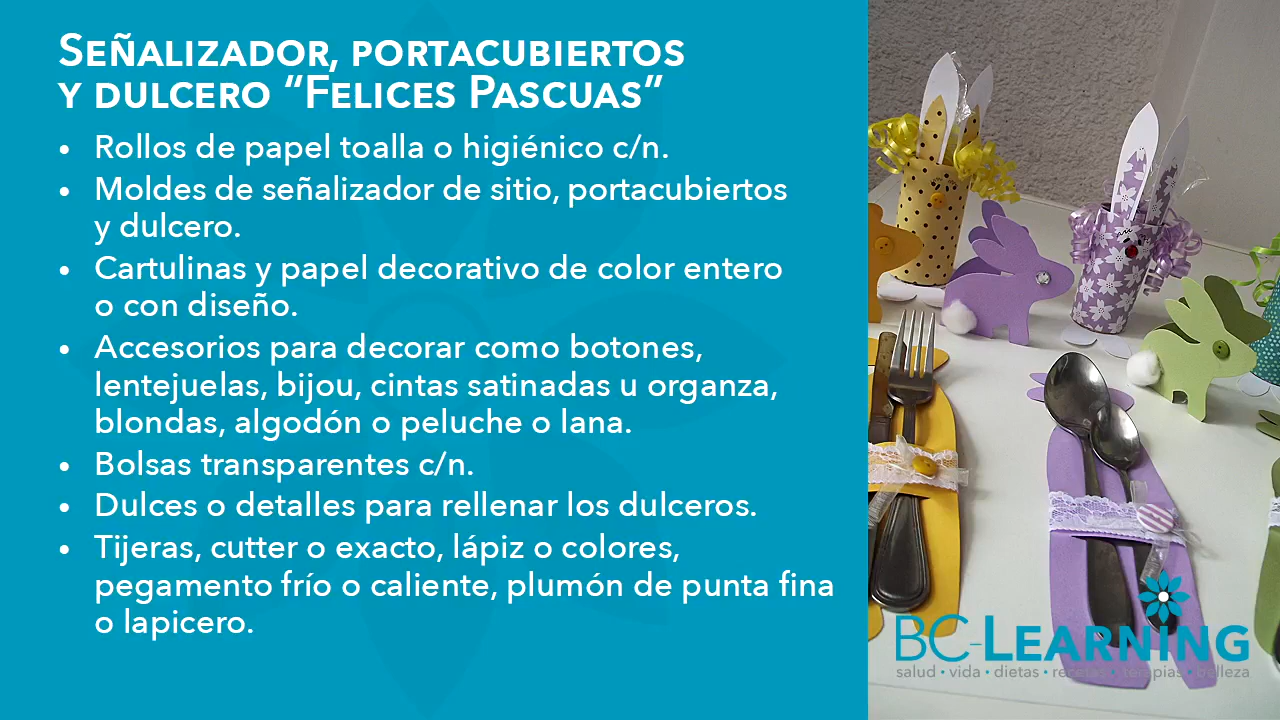 Señalizador, portacubiertos
y dulcero “Felices Pascuas”
• Rollos de papel toalla o higiénico c/n.
• Moldes de señalizador de sitio, portacubiertos
y dulcero.
• Cartulinas y papel decorativo de color entero
o con diseño.
• Accesorios para decorar como botones,
lentejuelas, bijou, cintas satinadas u organza,
blondas, algodón o peluche o lana.
• Bolsas transparentes c/n.
• Dulces o detalles para rellenar los dulceros.
• Tijeras, cutter o exacto, lápiz o colores,
pegamento frío o caliente, plumón de punta fina
o lapicero.
BC-Learning
salud • vida • dietas • recetas • terapias • belleza